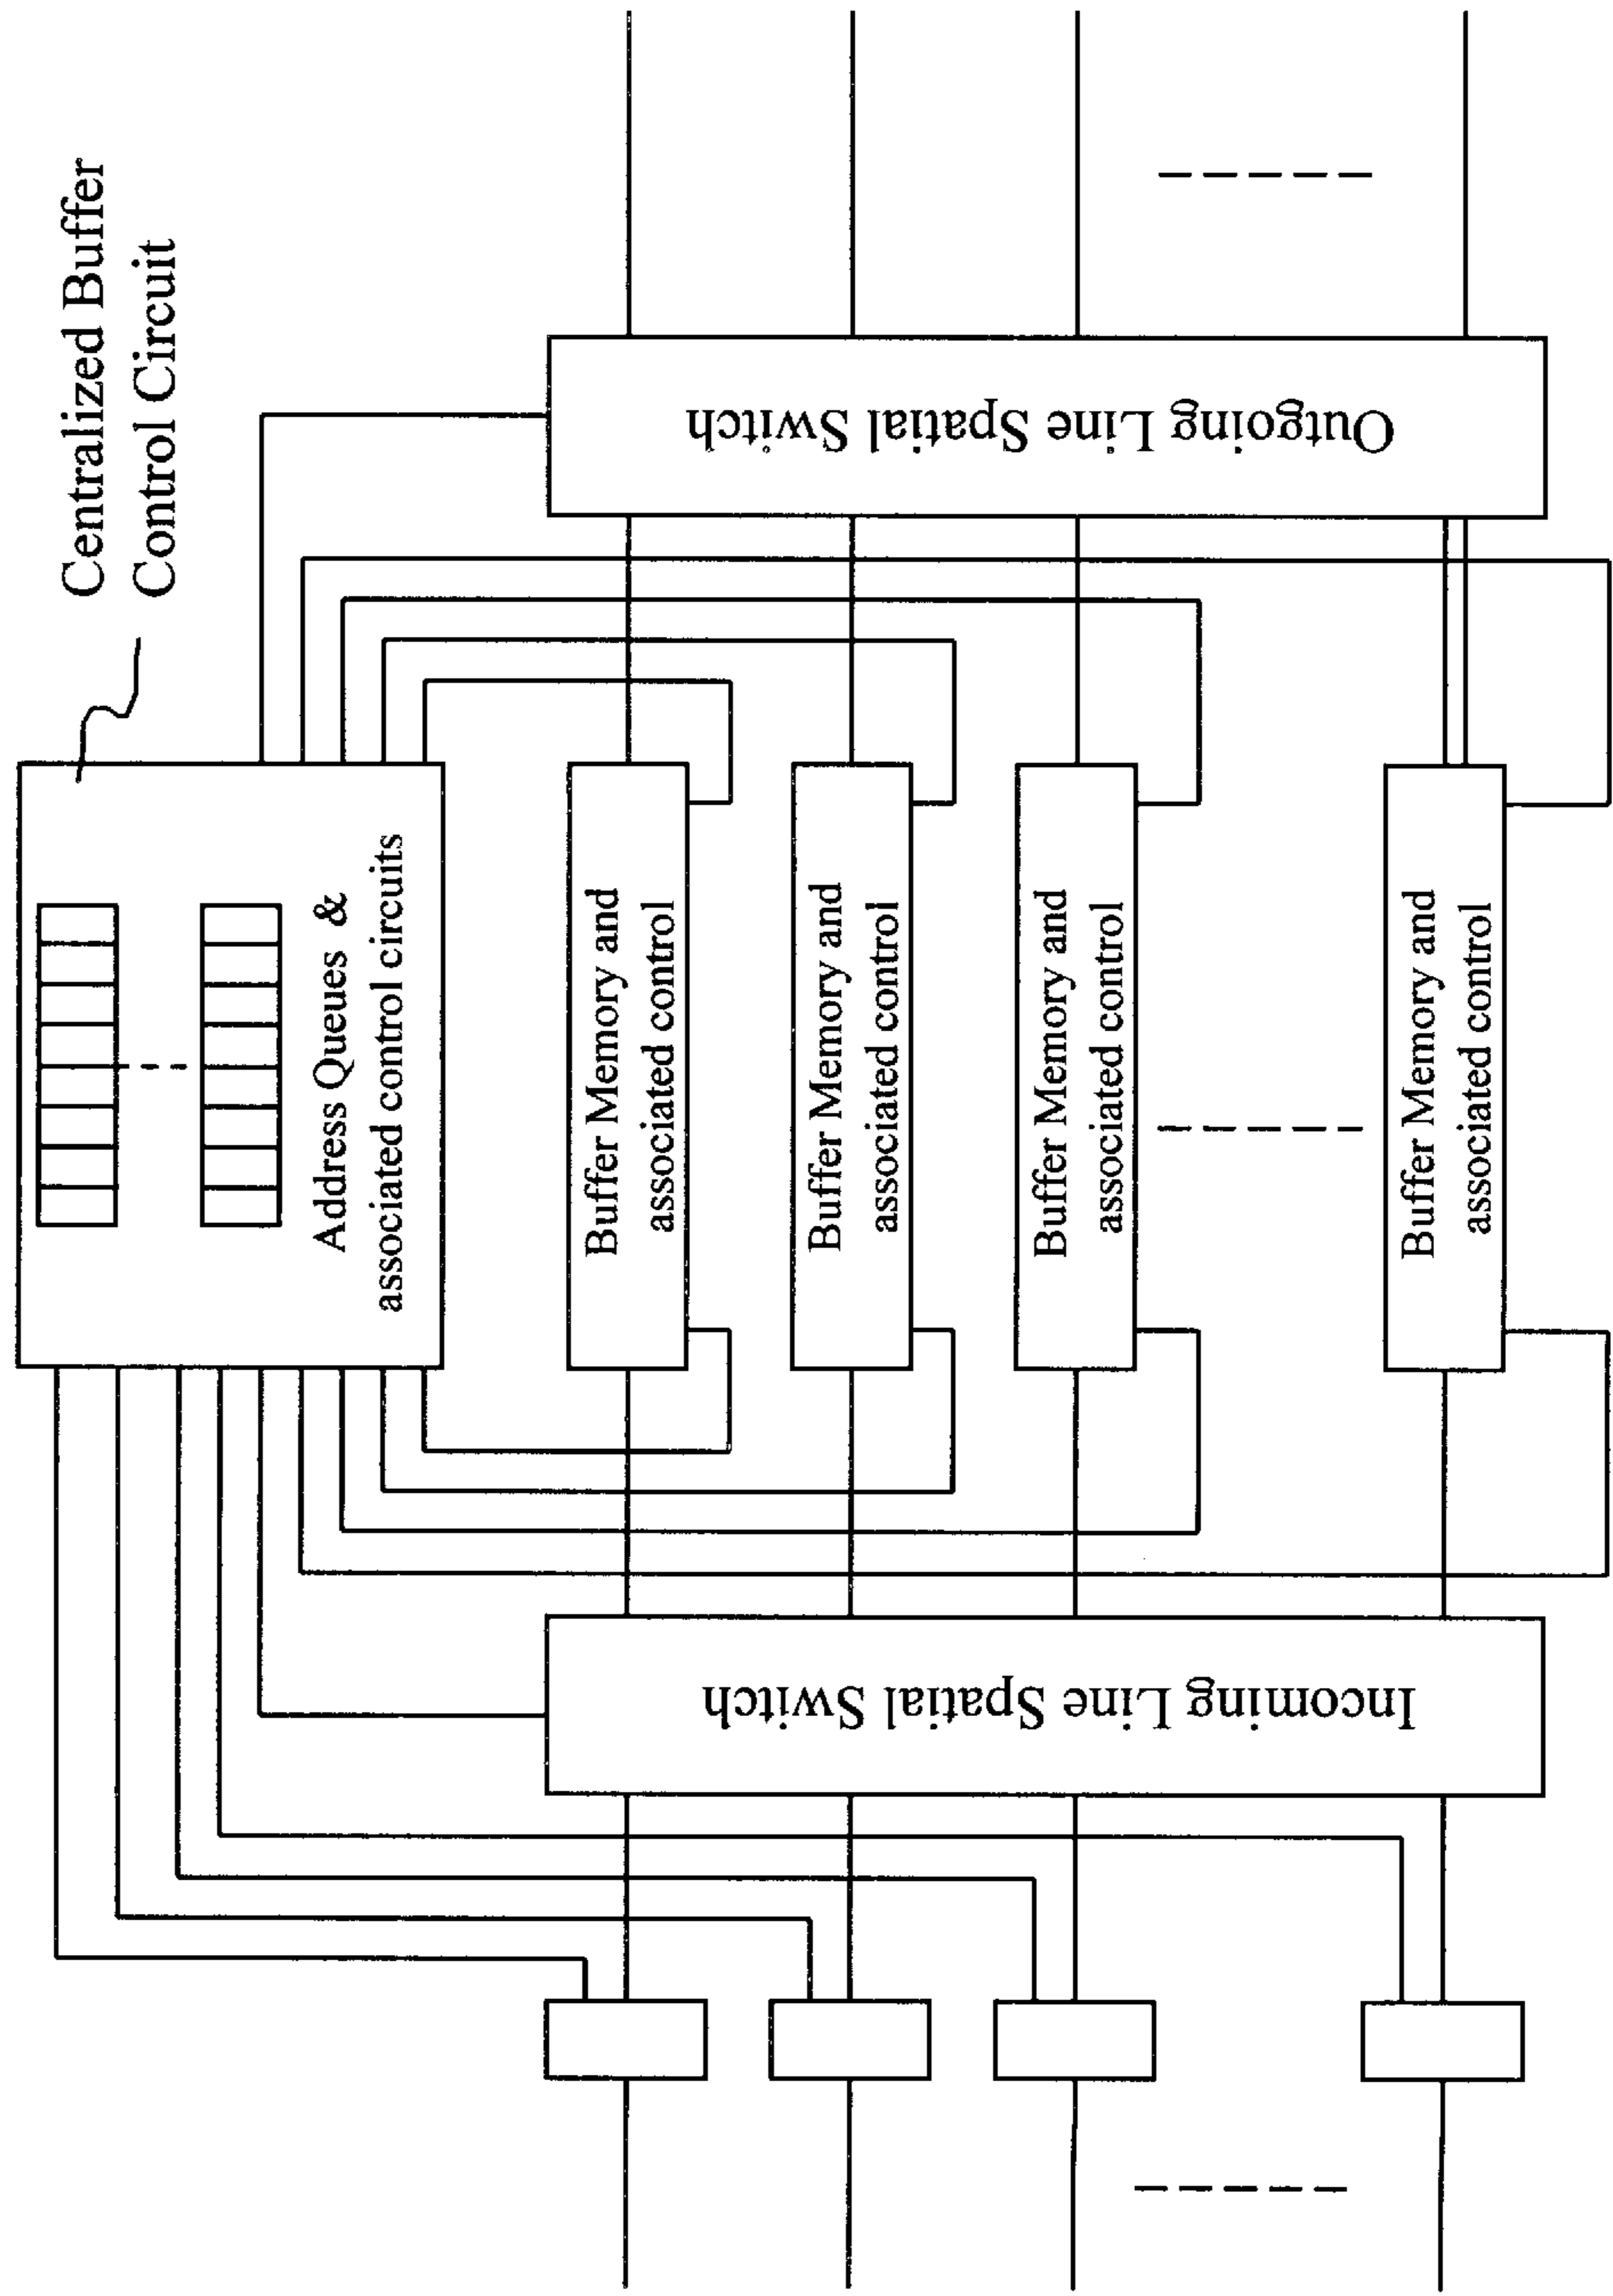 Centralized Buffer
Control Circuit
Address Queues &
associated control circuits
Buffer Memory and
associated control
Buffer Memory and
associated control
Buffer Memory and
associated control
Buffer Memory and
associated control
Incoming Line Spatial Switch
Outgoing Line Spatial Switch